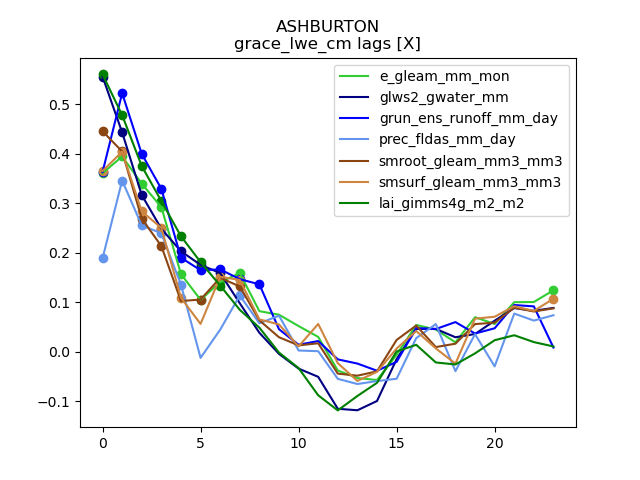 ASHBURTON
grace_lwe_cm lags [X]
e_gleam_mm_mon
glws2_gwater_mm
grun_ens_runoff_mm_day
prec_fldas_mm_day
smroot_gleam_mm3_mm3
smsurf_gleam_mm3_mm3
lai_gimms4g_m2_m2
0.5
0.4
0.3
0.2
0.1
0.0
−0.1
0 5 10 15 20